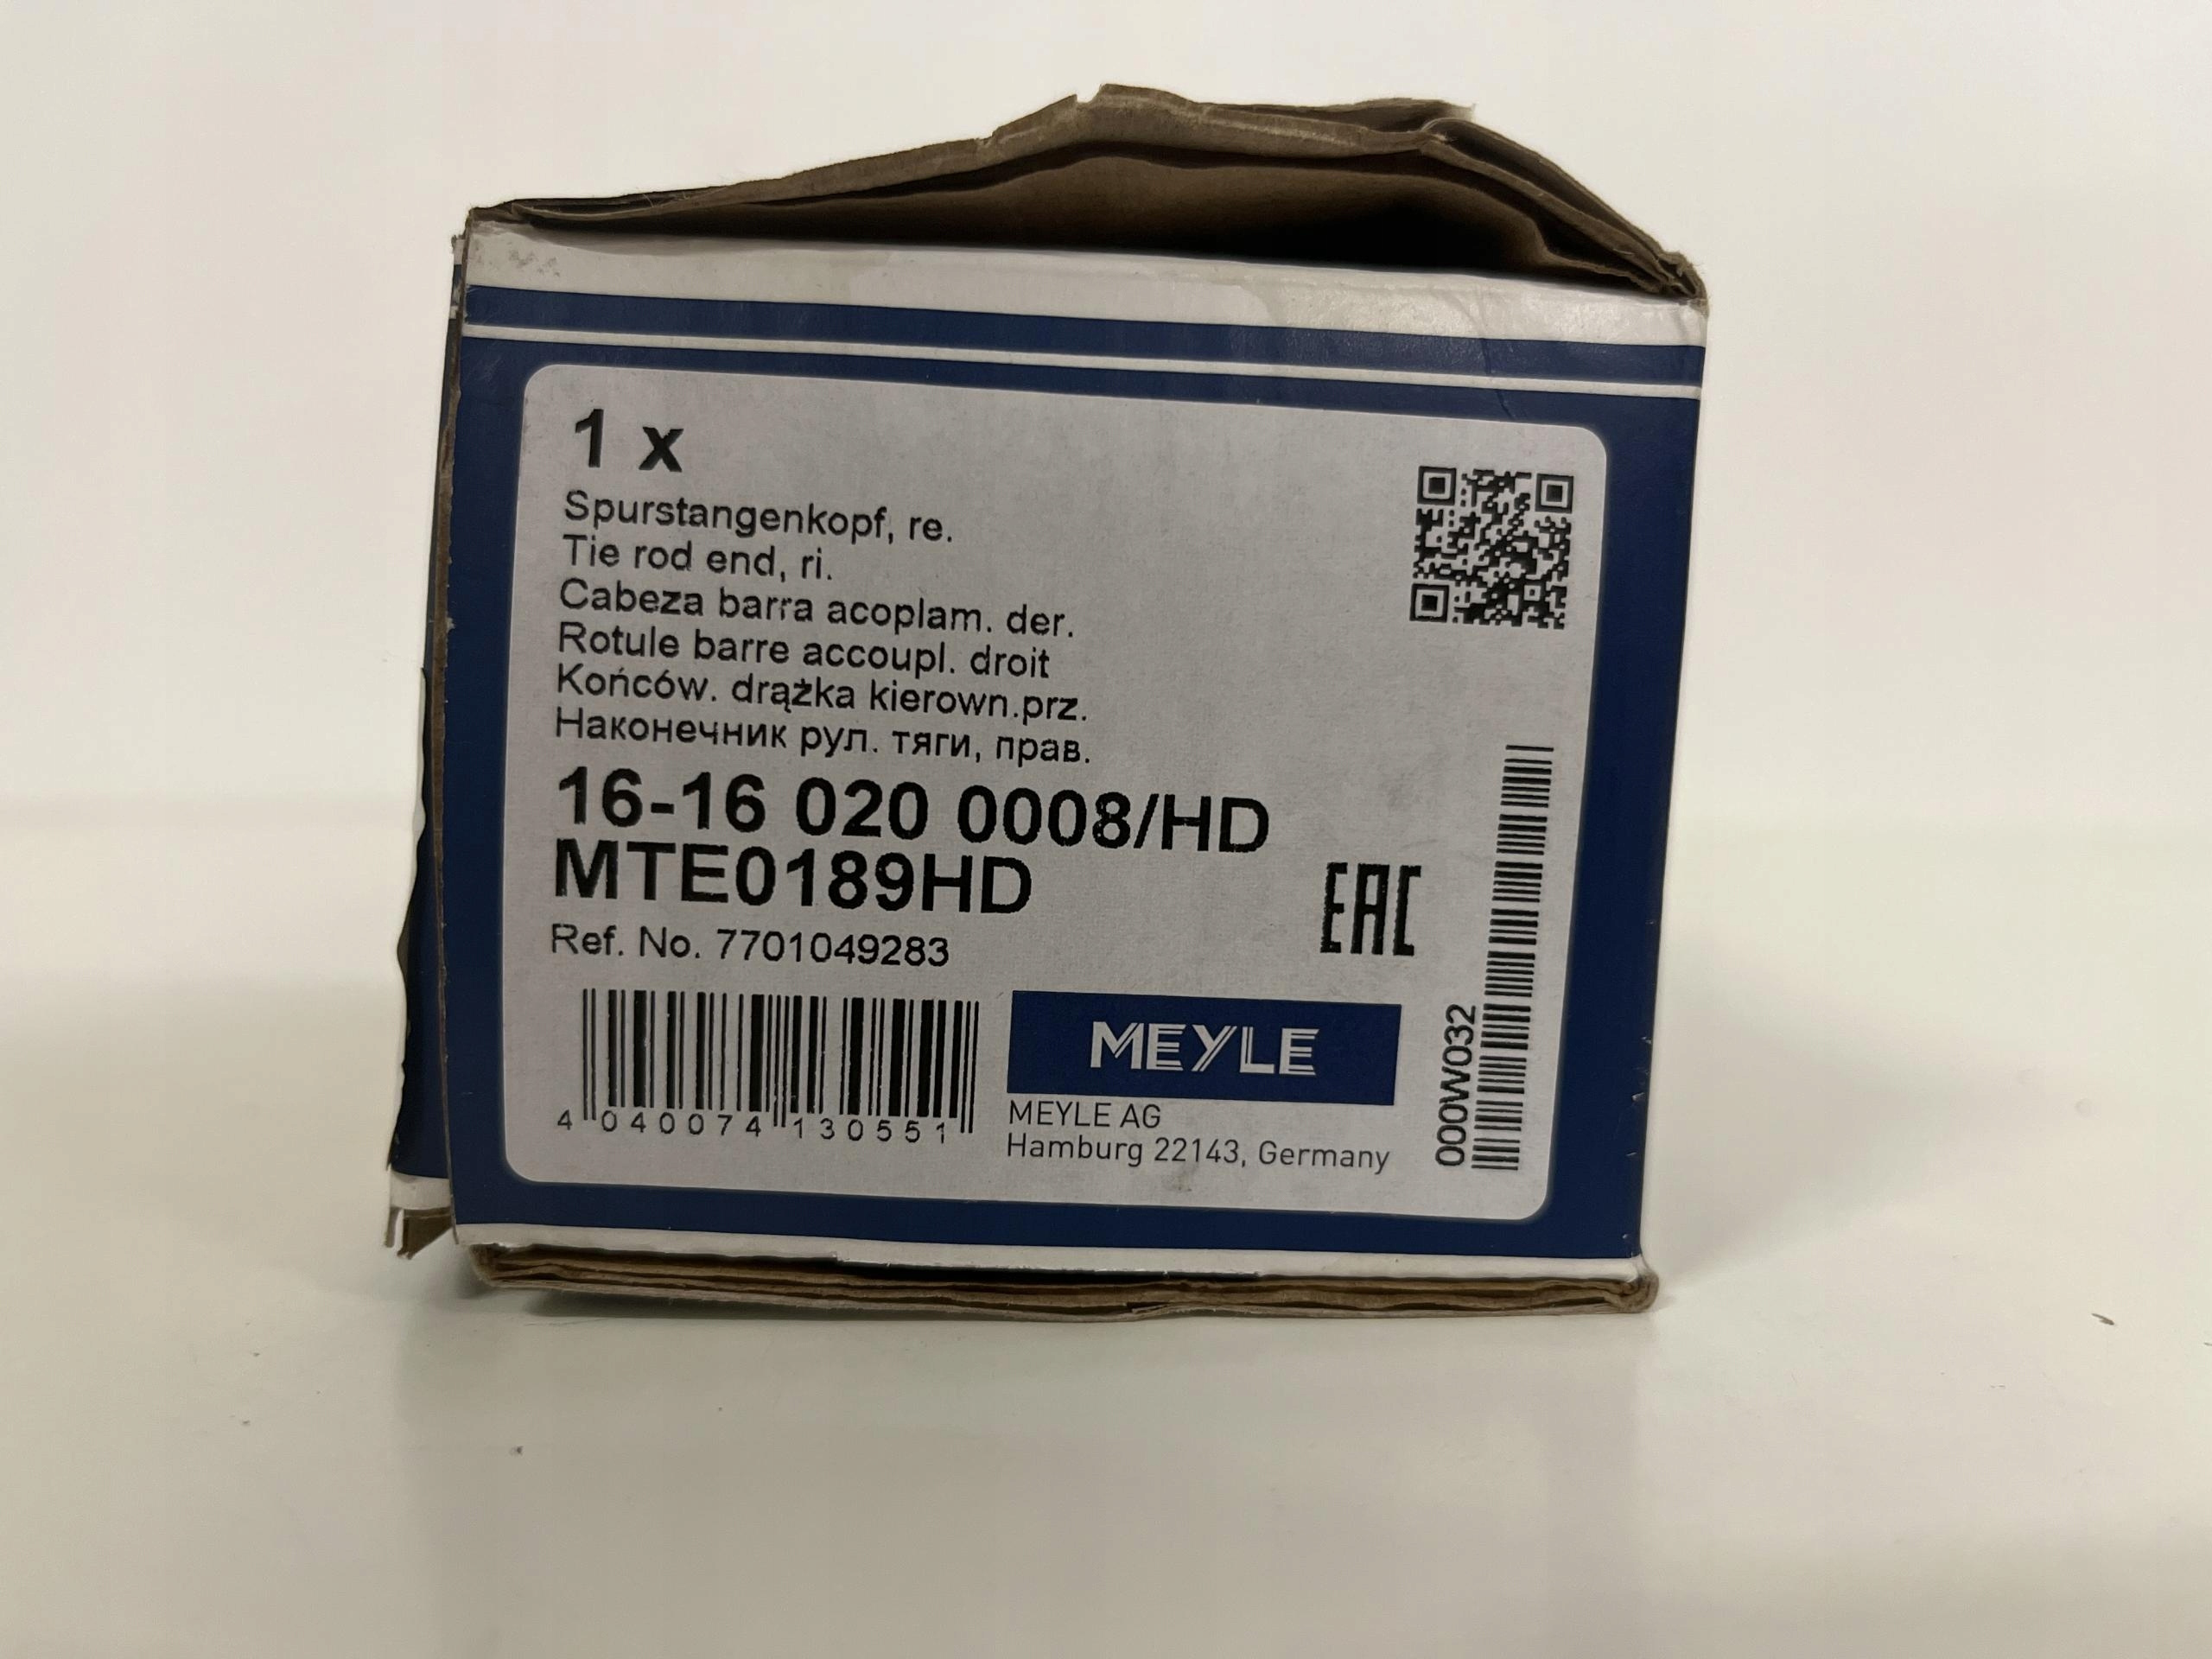 1 x
Spurstangenkopf, re.
Tie rod end, ri.
Cabeza barra acoplam. der.
Rotule barre accoupl. droit
Końców. drążka kierown.prz.
Наконечник рул. тяги, прав.
16-16 020 0008/HD
MTE0189HD
Ref. No. 7701049283
EAC
4 040074 130551
MEYLE
MEYLE AG
Hamburg 22143, Germany
000W032